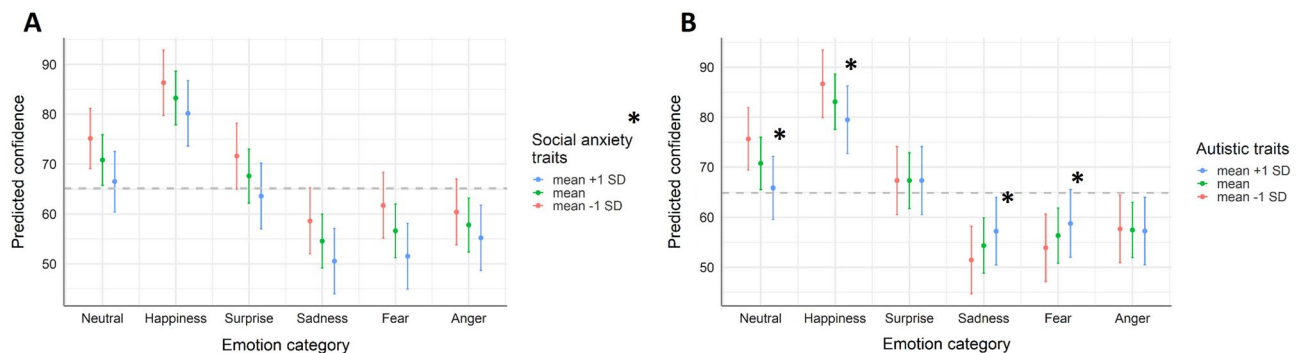 A
Predicted confidence
90
80
70
60
50
Neutral Happiness Surprise Sadness Fear Anger
Emotion category
*
Social anxiety
traits
mean +1 SD
mean
mean -1 SD
B
Predicted confidence
90
80
70
60
50
*
*
*
*
Neutral Happiness Surprise Sadness Fear Anger
Emotion category
Autistic traits
mean +1 SD
mean
mean -1 SD